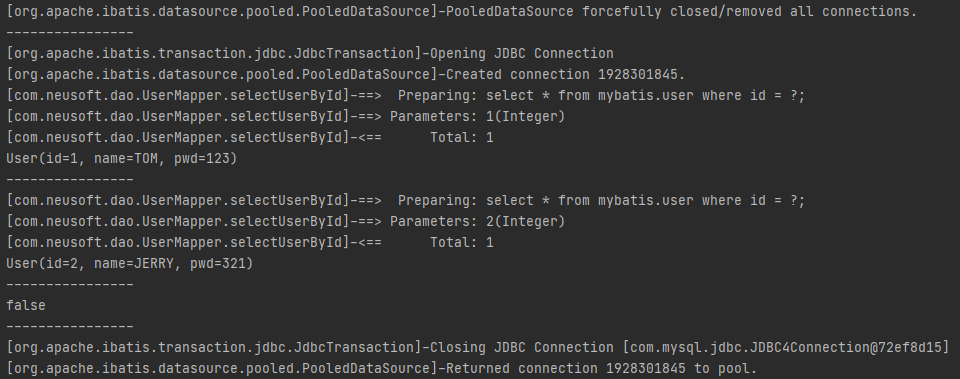 [org.apache.ibatis.datasource.pooled.PooledDataSource]-PooledDataSource forcefully closed/removed all connections.
----------------
[org.apache.ibatis.transaction.jdbc.JdbcTransaction]-Opening JDBC Connection
[org.apache.ibatis.datasource.pooled.PooledDataSource]-Created connection 1928301845.
[com.neusoft.dao.UserMapper.selectUserById]-==>  Preparing: select * from mybatis.user where id = ?;
[com.neusoft.dao.UserMapper.selectUserById]-==> Parameters: 1(Integer)
[com.neusoft.dao.UserMapper.selectUserById]-<==      Total: 1
User(id=1, name=TOM, pwd=123)
----------------
[com.neusoft.dao.UserMapper.selectUserById]-==>  Preparing: select * from mybatis.user where id = ?;
[com.neusoft.dao.UserMapper.selectUserById]-==> Parameters: 2(Integer)
[com.neusoft.dao.UserMapper.selectUserById]-<==      Total: 1
User(id=2, name=JERRY, pwd=321)
----------------
false
----------------
[org.apache.ibatis.transaction.jdbc.JdbcTransaction]-Closing JDBC Connection [com.mysql.jdbc.JDBC4Connection@72ef8d15]
[org.apache.ibatis.datasource.pooled.PooledDataSource]-Returned connection 1928301845 to pool.